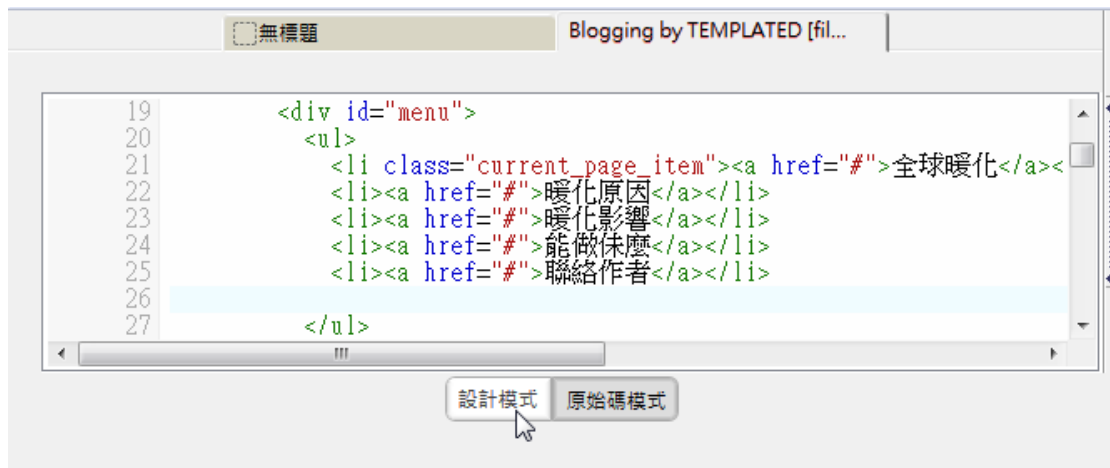 無標題
Blogging by TEMPLATED [fil...
19 <div id="menu">
20 <ul>
21 <li class="current_page_item"><a href="#">全球暖化</a><
22 <li><a href="#">暖化原因</a></li>
23 <li><a href="#">暖化影響</a></li>
24 <li><a href="#">能做什麼</a></li>
25 <li><a href="#">聯絡作者</a></li>
26
27 </ul>
設計模式
原始碼模式